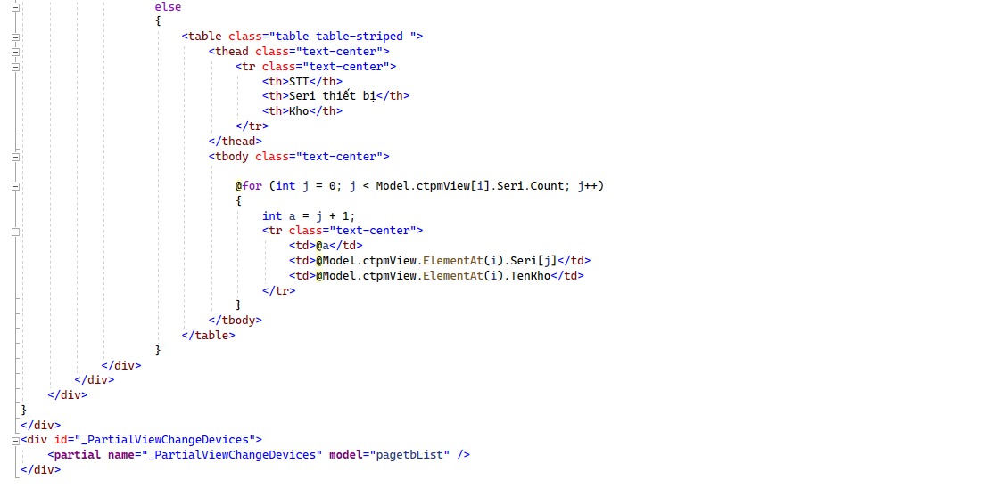 else
{
<table class="table table-striped ">
<thead class="text-center">
<tr class="text-center">
<th>STT</th>
<th>Seri thiết bị</th>
<th>Kho</th>
</tr>
</thead>
<tbody class="text-center">
@for (int j = 0; j < Model.ctpmView[i].Seri.Count; j++)
{
int a = j + 1;
<tr class="text-center">
<td>@a</td>
<td>@Model.ctpmView.ElementAt(i).Seri[j]</td>
<td>@Model.ctpmView.ElementAt(i).TenKho</td>
</tr>
}
</tbody>
</table>
}
</div>
</div>
</div>
}
</div>
<div id="_PartialViewChangeDevices">
<partial name="_PartialViewChangeDevices" model="pagetbList" />
</div>